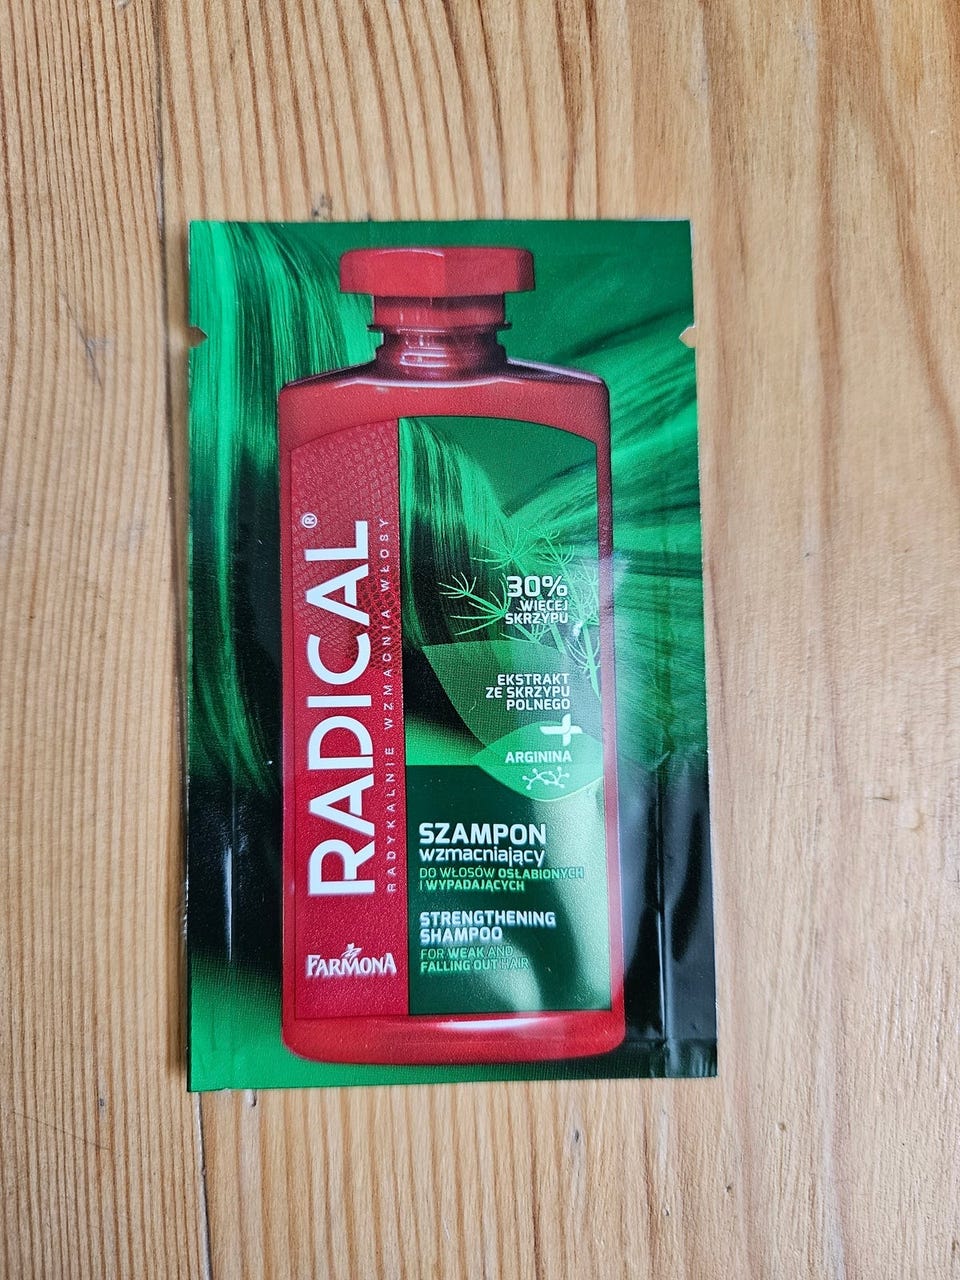 RADICAL®
RADYKALNIE WZMACNIA WŁOSY
FARMONA
30%
WIĘCEJ
SKRZYPU
EKSTRAKT
ZE SKRZYPU
POLNEGO
+
ARGININA
SZAMPON
wzmacniający
DO WŁOSÓW OSŁABIONYCH
I WYPADAJĄCYCH
STRENGTHENING
SHAMPOO
FOR WEAK AND
FALLING OUT HAIR